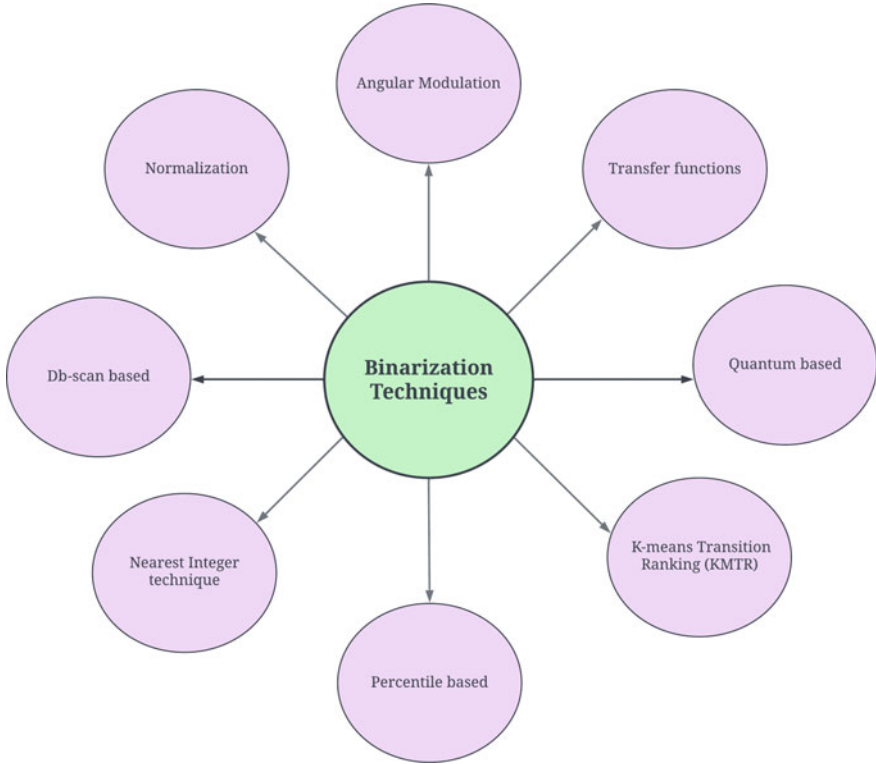 Angular Modulation
Normalization
Transfer functions
Binarization
Techniques
Db-scan based
Quantum based
Nearest Integer
technique
K-means Transition
Ranking (KMTR)
Percentile based